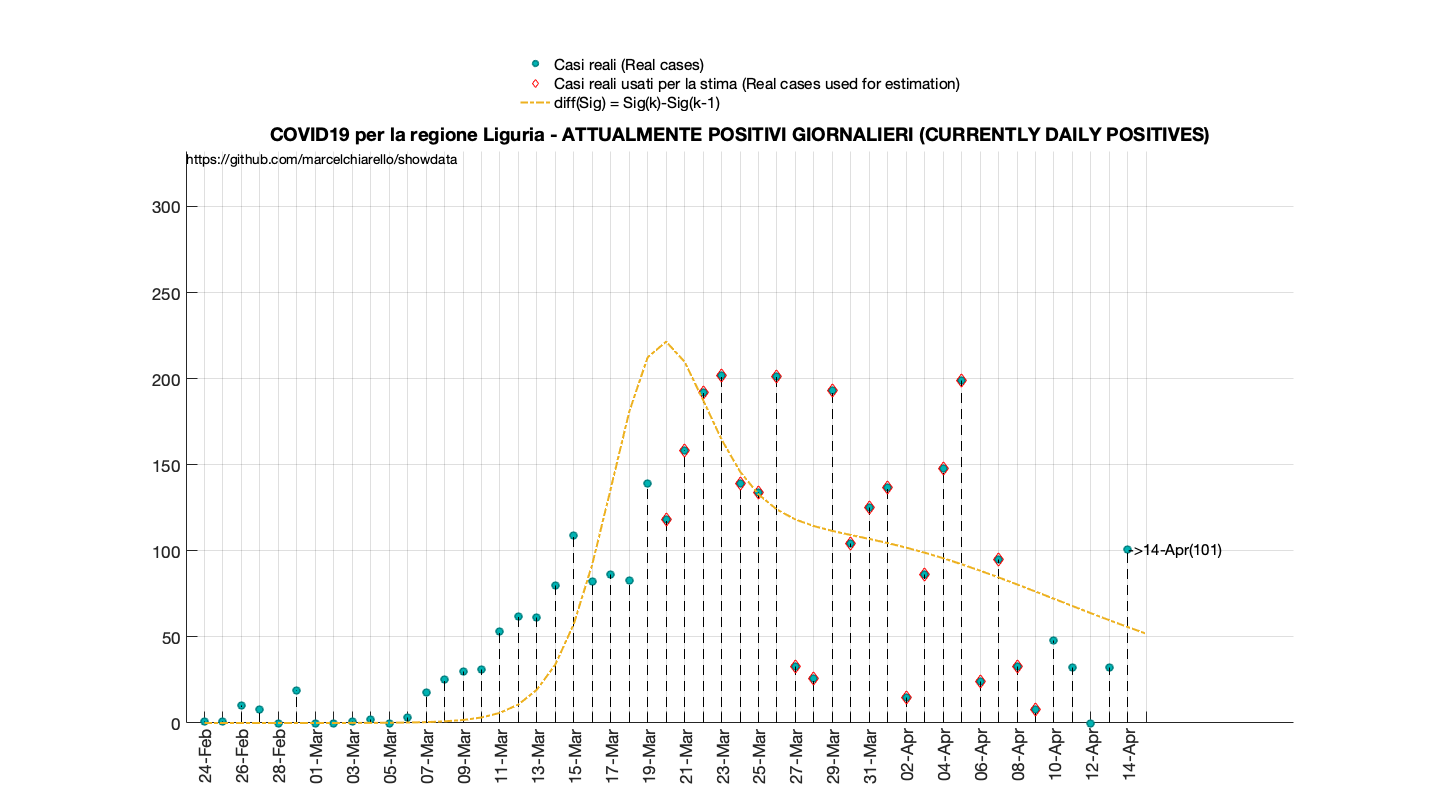 Casi reali (Real cases)
Casi reali usati per la stima (Real cases used for estimation)
diff(Sig) = Sig(k)-Sig(k-1)
COVID19 per la regione Liguria - ATTUALMENTE POSITIVI GIORNALIERI (CURRENTLY DAILY POSITIVES)
https://github.com/marcelchiarello/showdata
300
250
200
150
100
50
0
>14-Apr(101)
24-Feb
26-Feb
28-Feb
01-Mar
03-Mar
05-Mar
07-Mar
09-Mar
11-Mar
13-Mar
15-Mar
17-Mar
19-Mar
21-Mar
23-Mar
25-Mar
27-Mar
29-Mar
31-Mar
02-Apr
04-Apr
06-Apr
08-Apr
10-Apr
12-Apr
14-Apr